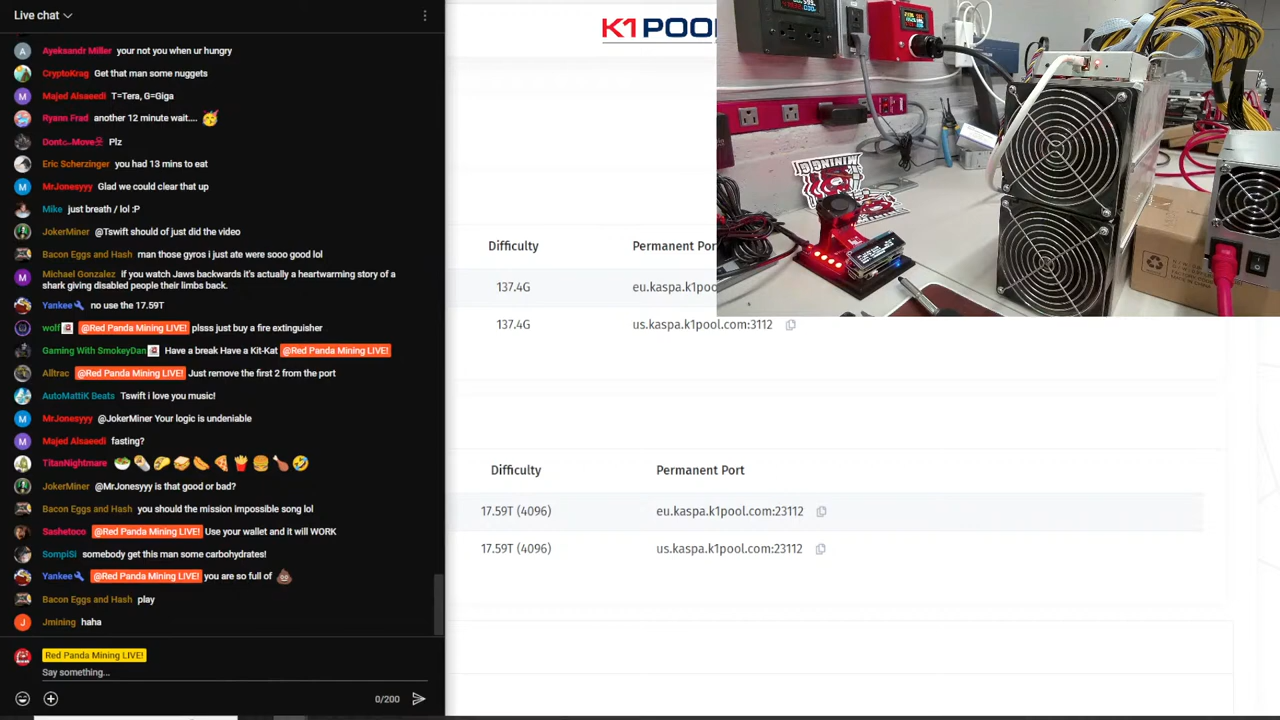 Live chat
Ayeksandr Miller your not you when ur hungry
CryptoKrag Get that man some nuggets
Majed Alsaeedi T=Tera, G=Giga
Ryann Frad another 12 minute wait....
Plz
Eric Scherzinger you had 13 mins to eat
MrJonesyyy Glad we could clear that up
Mike just breath / lol :P
JokerMiner @Tswift should of just did the video
Bacon Eggs and Hash man those gyros i just ate were sooo good lol
Michael Gonzalez if you watch Jaws backwards it's actually a heartwarming story of a
shark giving disabled people their limbs back.
Yankee no use the 17.59T
wolf @Red Panda Mining LIVE! plsss just buy a fire extinguisher
Gaming With SmokeyDan Have a break Have a Kit-Kat @Red Panda Mining LIVE!
Alltrac @Red Panda Mining LIVE! Just remove the first 2 from the port
AutoMattiK Beats Tswift i love you music!
MrJonesyyy @JokerMiner Your logic is undeniable
Majed Alsaeedi fasting?
TitanNightmare
JokerMiner @MrJonesyyy is that good or bad?
Bacon Eggs and Hash you should the mission impossible song lol
Sashetoco @Red Panda Mining LIVE! Use your wallet and it will WORK
SompiSi somebody get this man some carbohydrates!
Yankee @Red Panda Mining LIVE! you are so full of
Bacon Eggs and Hash play
Jmining haha
Red Panda Mining LIVE!
Say something...
0/200
K1 POOL
Difficulty Permanent Port
137.4G eu.kaspa.k1poo
137.4G us.kaspa.k1pool.com:3112
Difficulty Permanent Port
17.59T (4096) eu.kaspa.k1pool.com:23112
17.59T (4096) us.kaspa.k1pool.com:23112
MINING